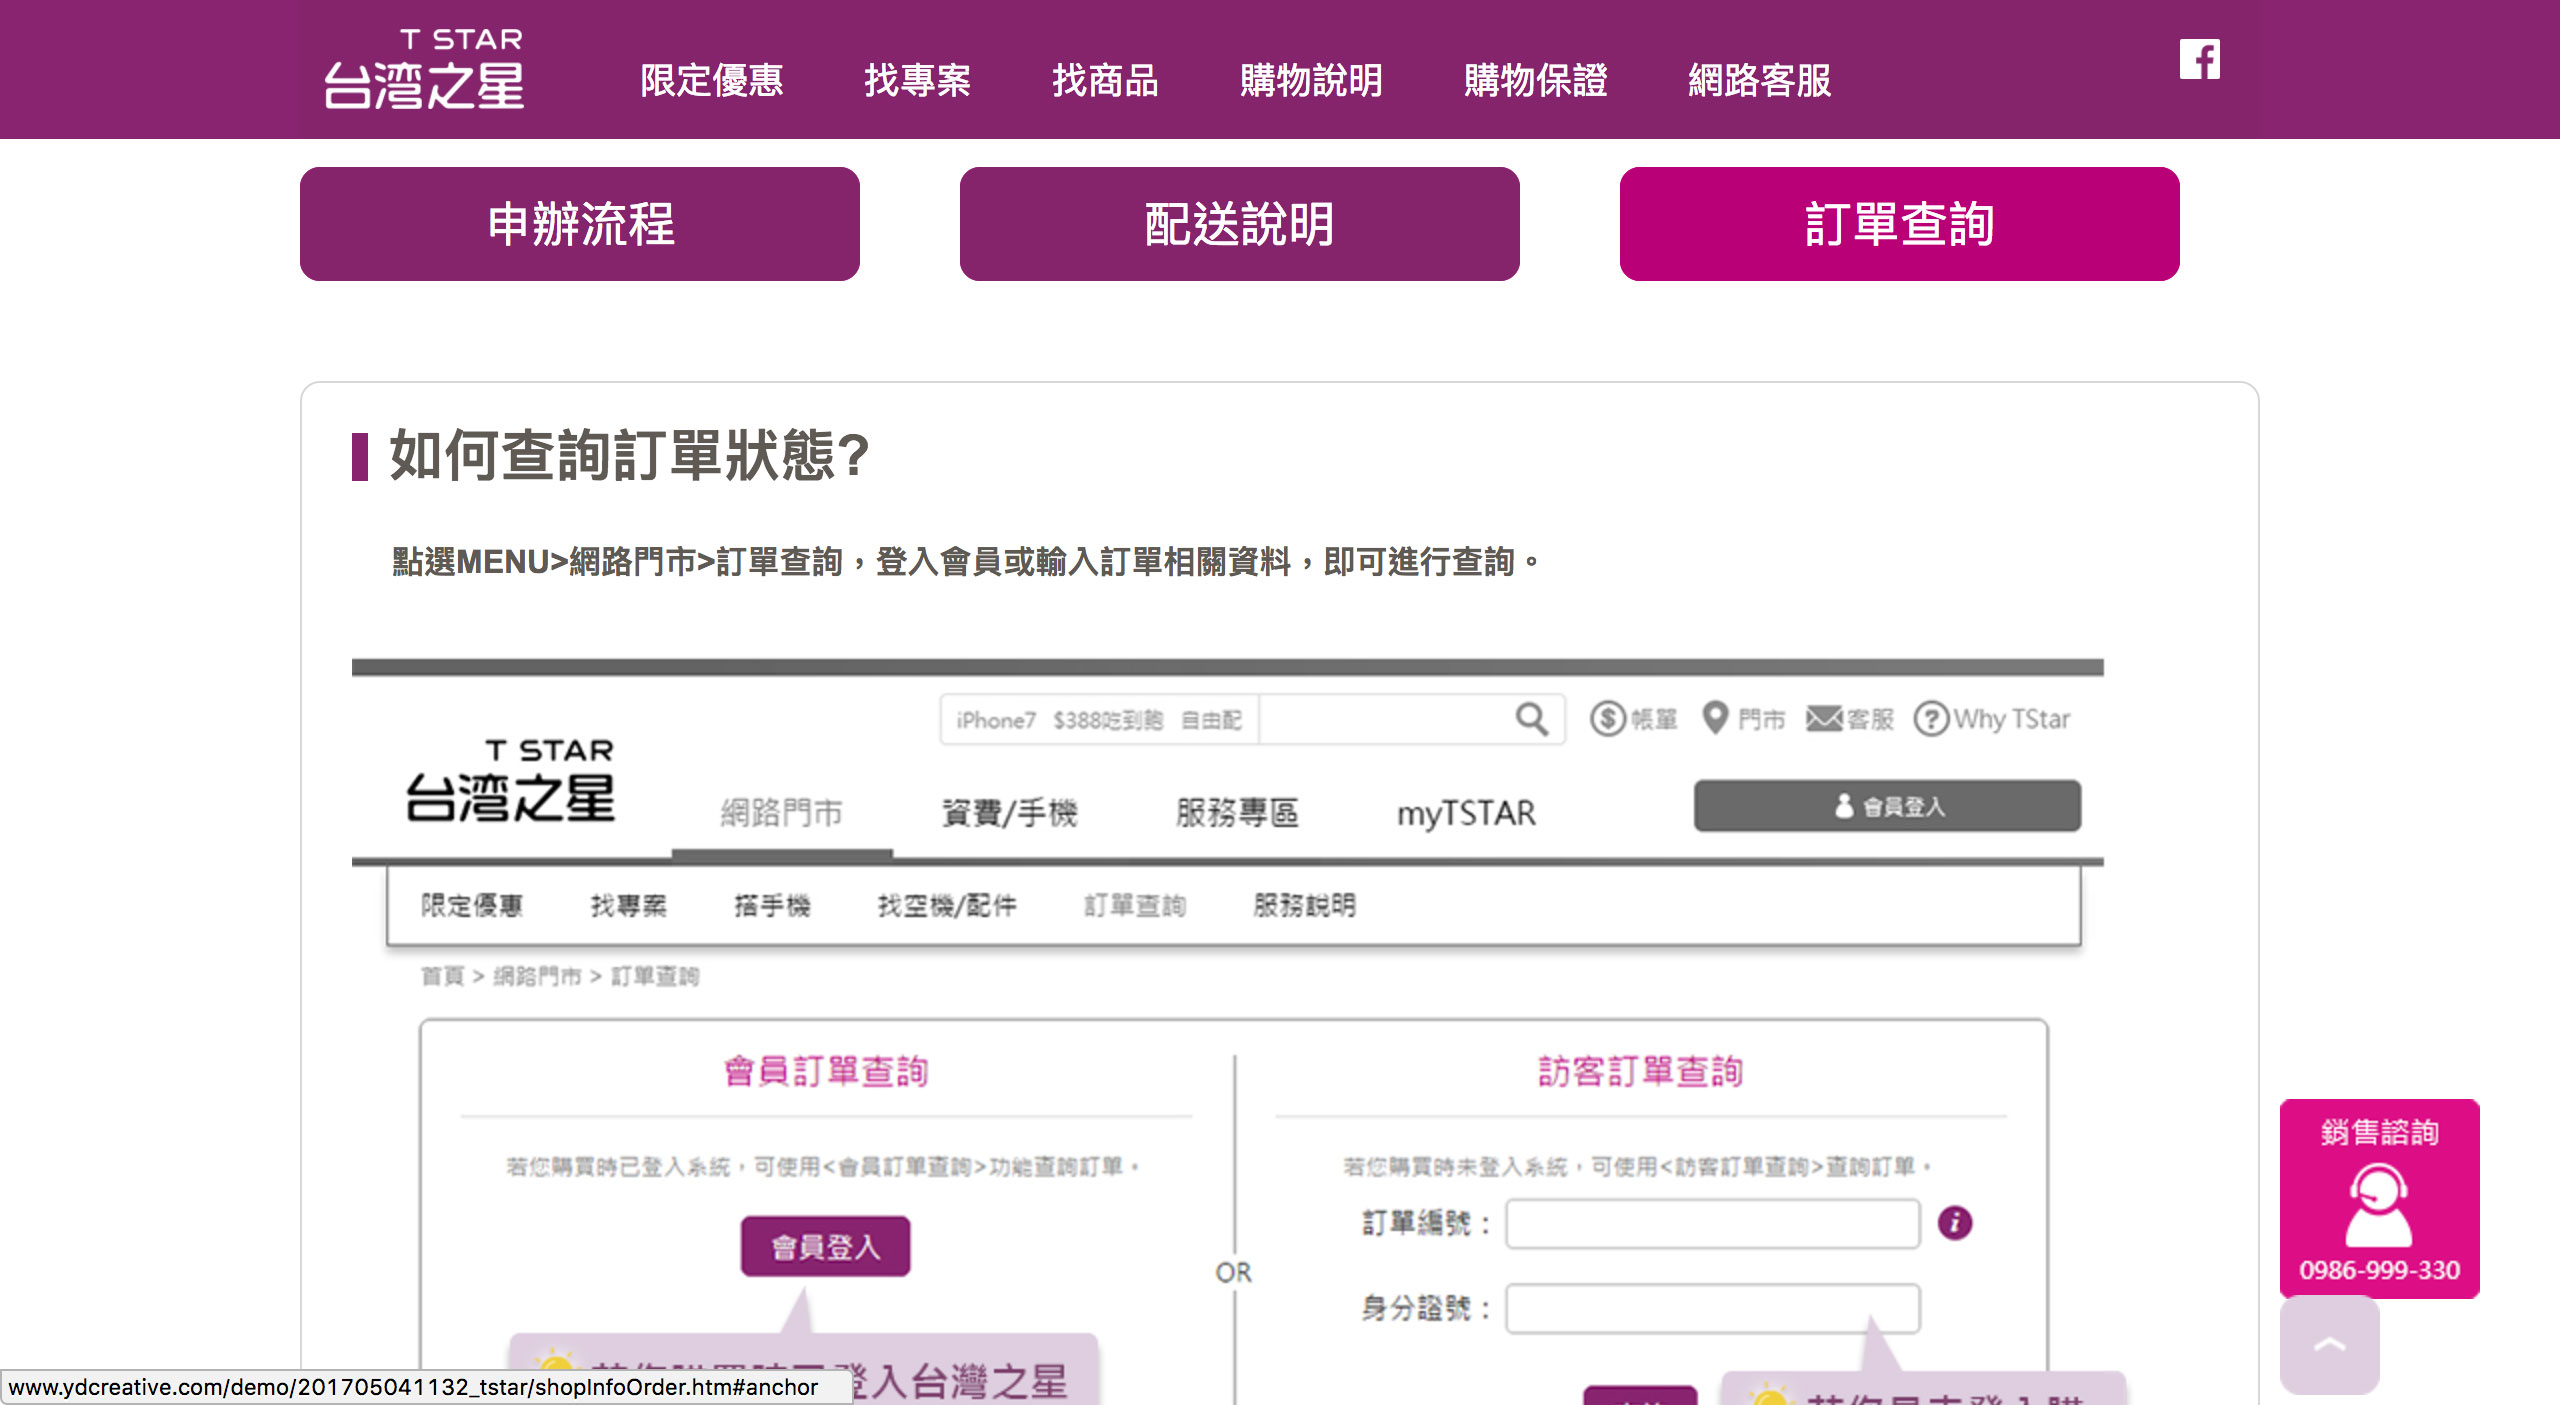 T STAR
台灣之星
限定優惠 找專案 找商品 購物說明 購物保證 網路客服
申辦流程 配送說明 訂單查詢
如何查詢訂單狀態?
點選MENU>網路門市>訂單查詢，登入會員或輸入訂單相關資料，即可進行查詢。
iPhone7 $388吃到飽 自由配 帳單 門市 客服 Why TStar
T STAR
台灣之星
網路門市 資費/手機 服務專區 myTSTAR 會員登入
限定優惠 找專案 搭手機 找空機/配件 訂單查詢 服務說明
首頁 > 網路門市 > 訂單查詢
會員訂單查詢
若您購買時已登入系統，可使用<會員訂單查詢>功能查詢訂單。
會員登入
OR
訪客訂單查詢
若您購買時未登入系統，可使用<訪客訂單查詢>查詢訂單。
訂單編號：
身分證號：
登入台灣之星
銷售諮詢
0986-999-330
www.ydcreative.com/demo/201705041132_tstar/shopInfoOrder.htm#anchor